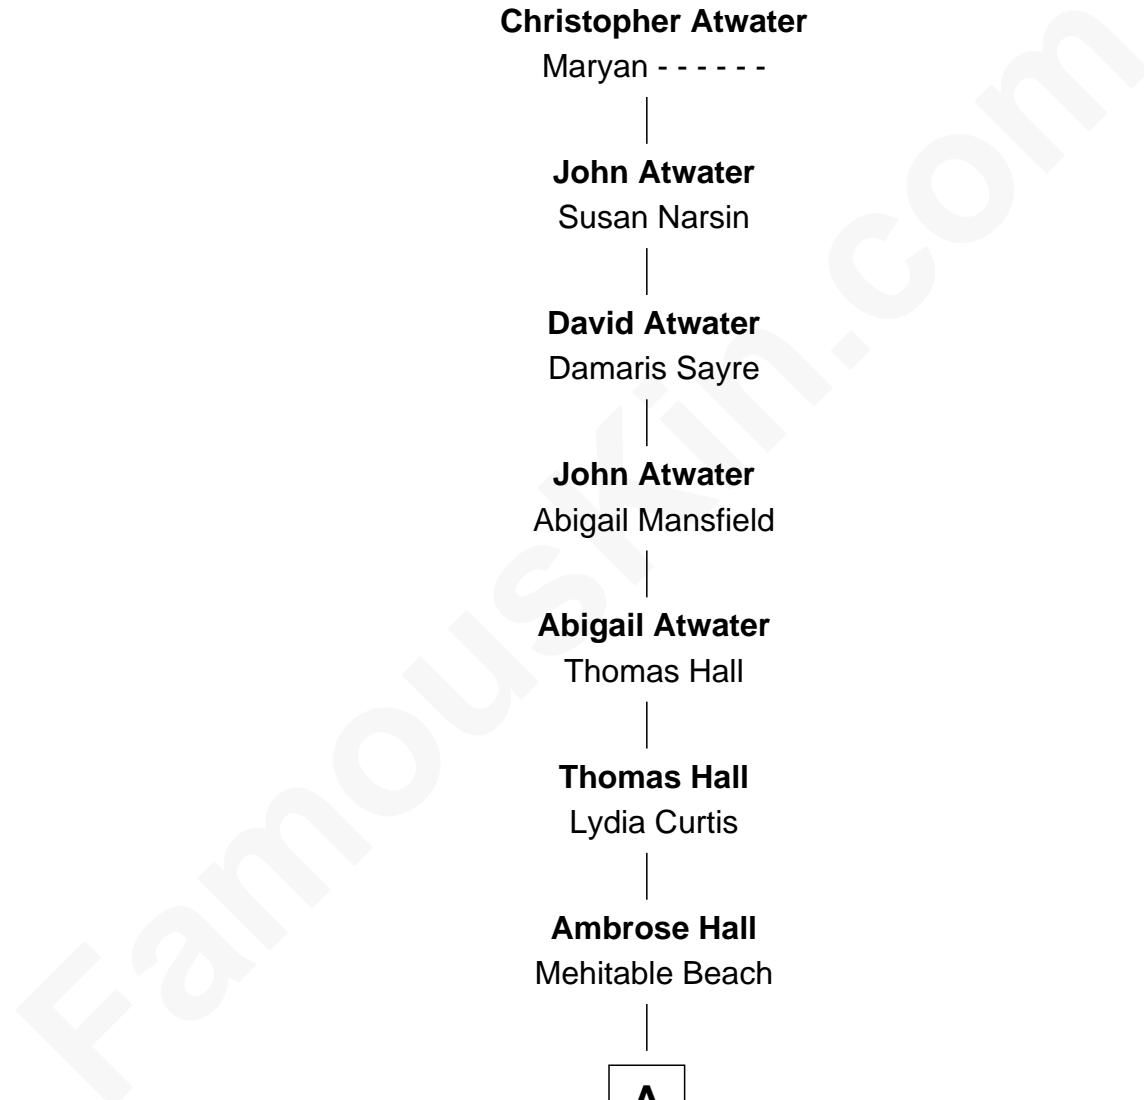 Christopher Atwater
Maryan - - - - - -
John Atwater
Susan Narsin
David Atwater
Damaris Sayre
John Atwater
Abigail Mansfield
Abigail Atwater
Thomas Hall
Thomas Hall
Lydia Curtis
Ambrose Hall
Mehitable Beach
A
FamousKin.com